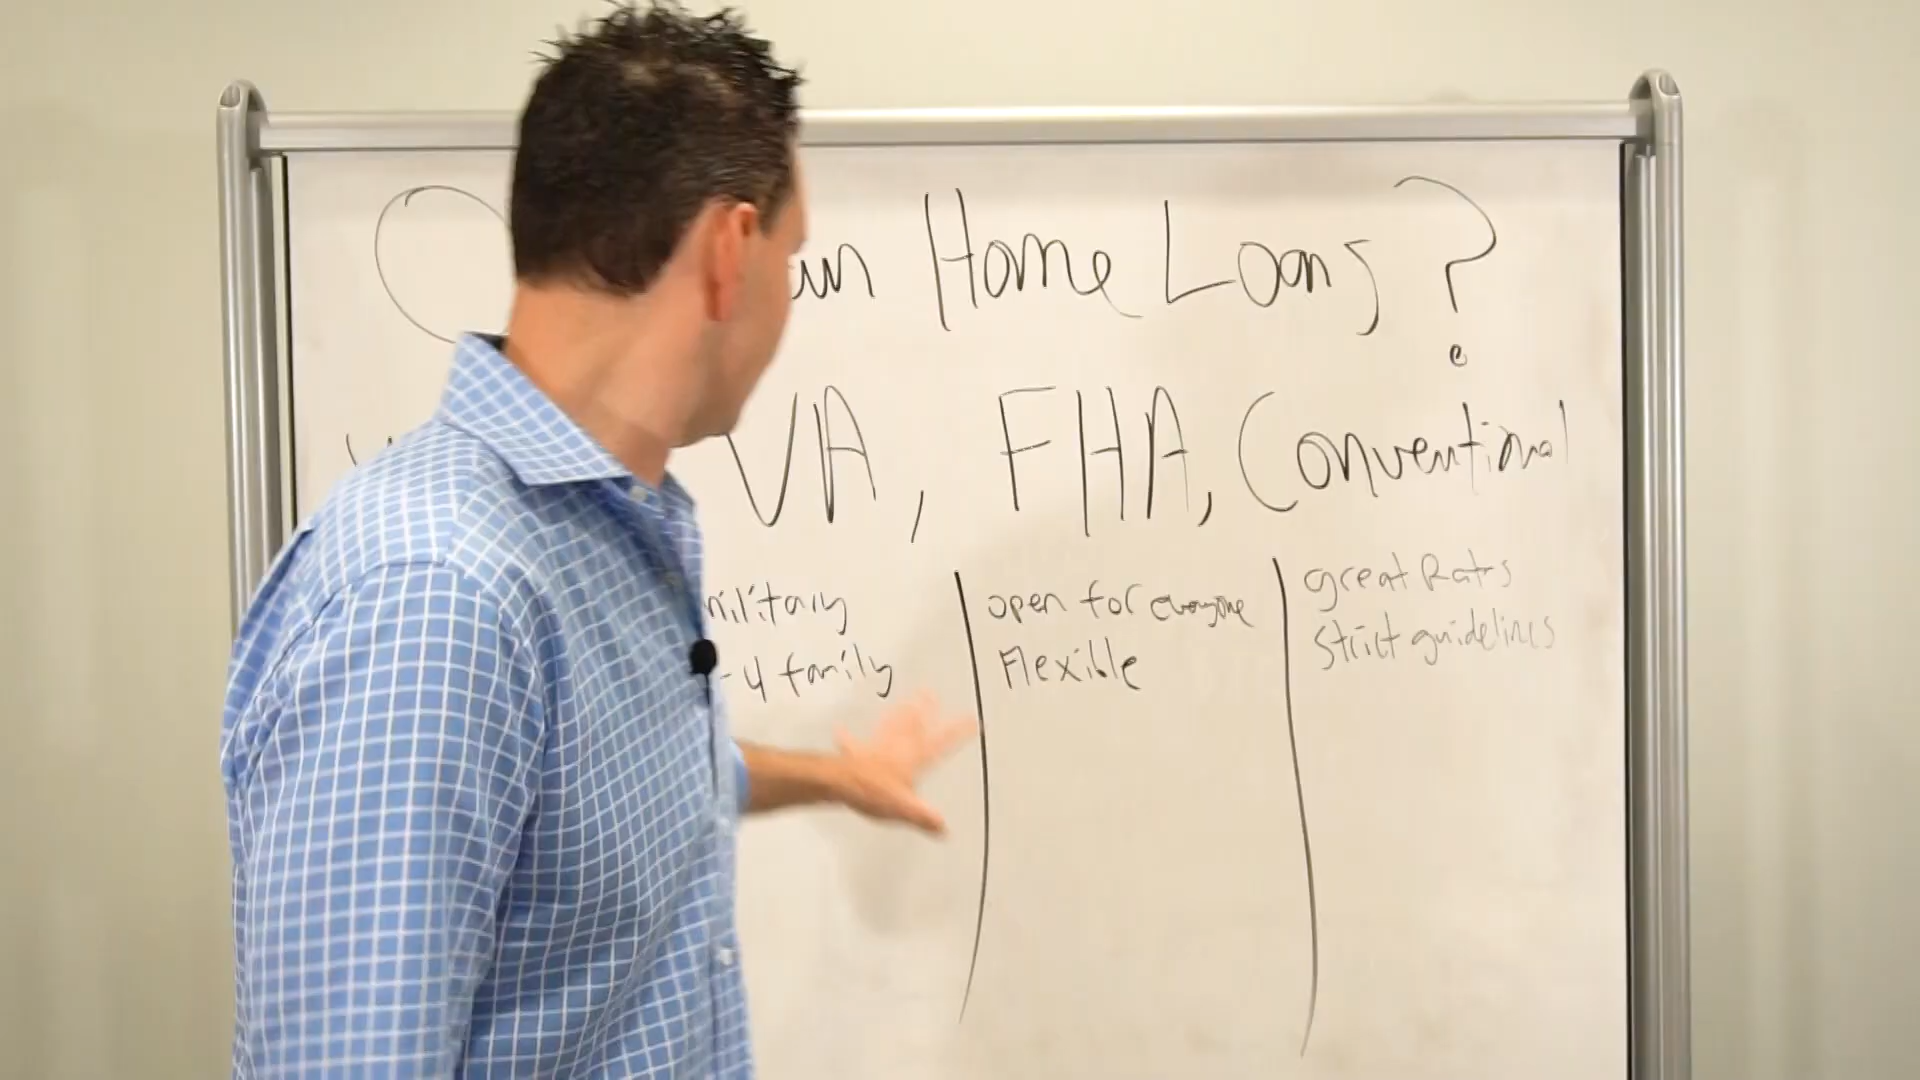 Home Loans?
VA, FHA, Conventional
military
-4 family
open for everyone
Flexible
great Rates
Strict guidelines